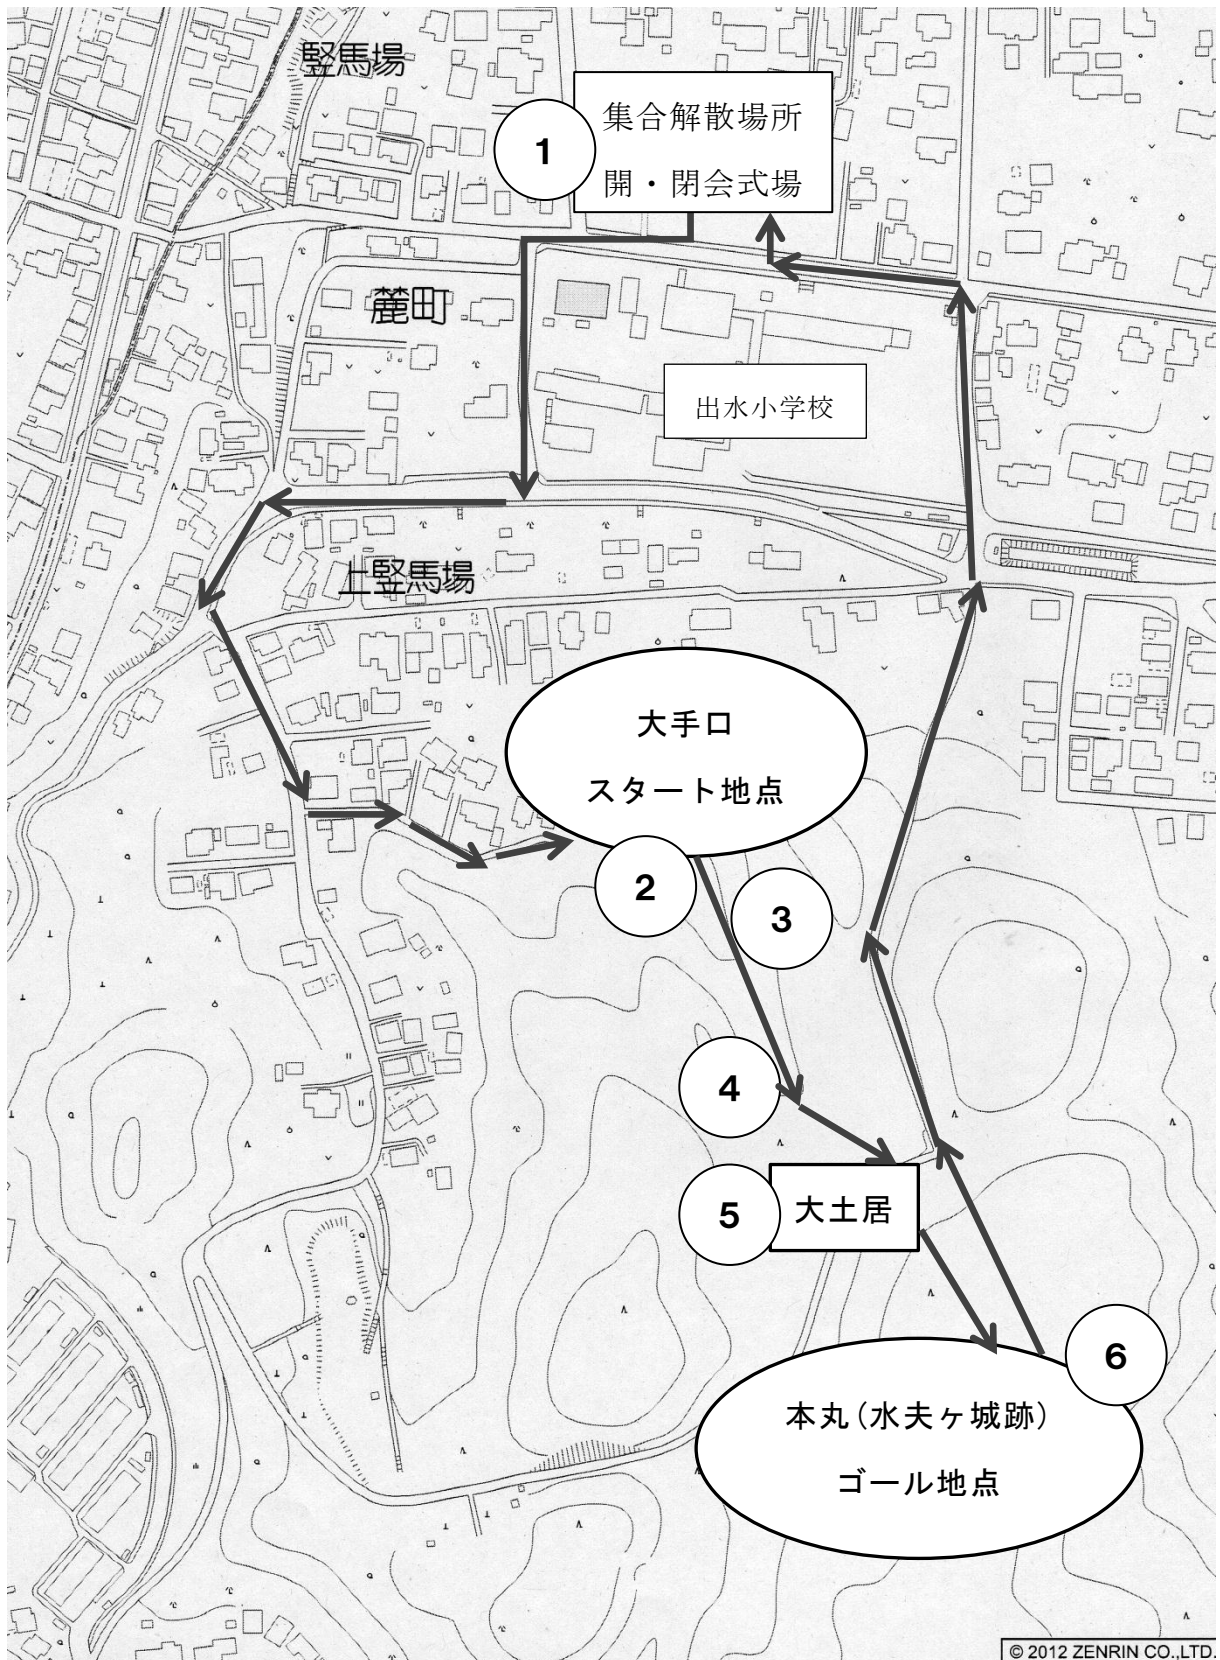 竪馬場
1
集合解散場所
開・閉会式場
麓町
出水小学校
上竪馬場
大手口
スタート地点
2
3
4
5
大土居
6
本丸(水夫ヶ城跡)
ゴール地点
© 2012 ZENRIN CO.,LTD.